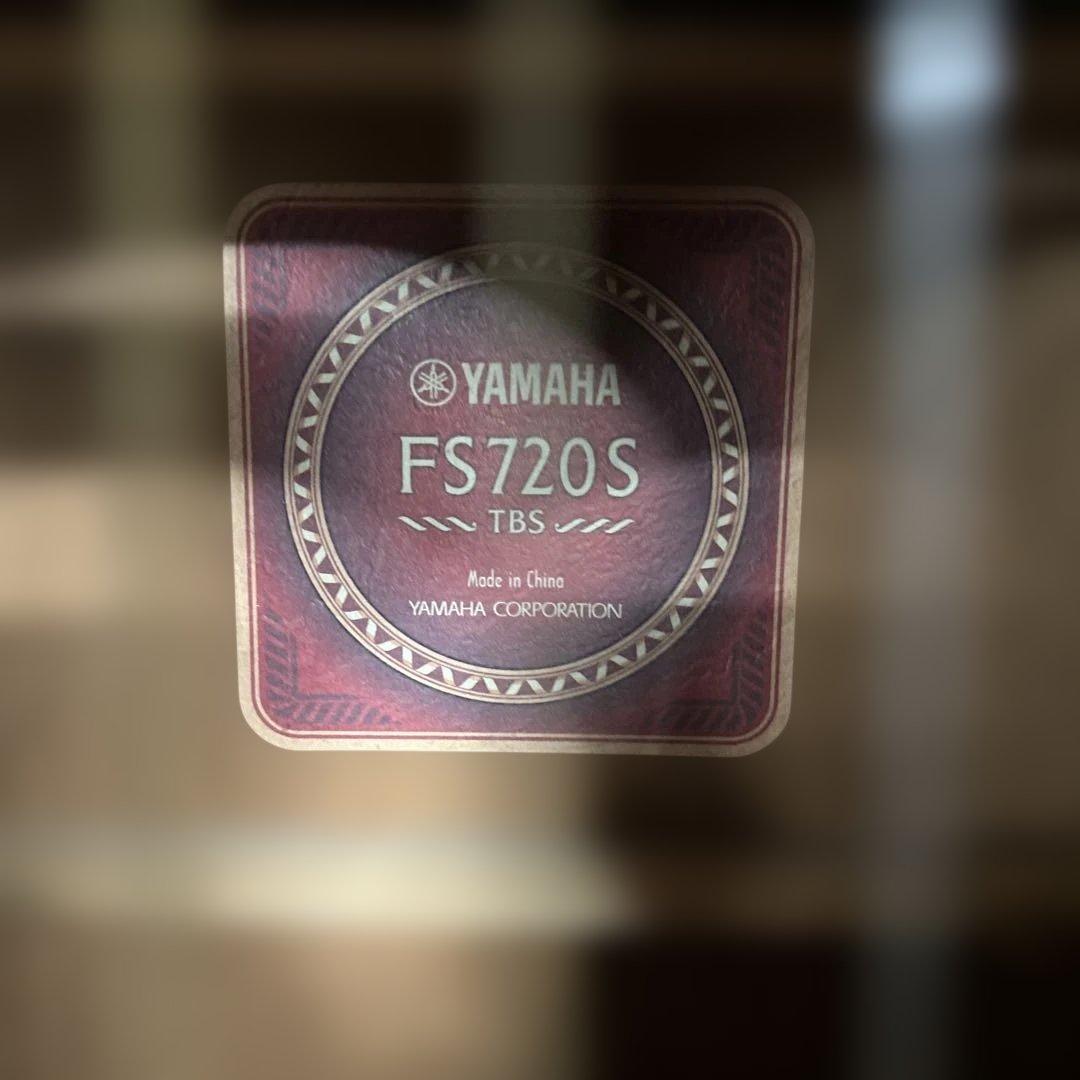 YAMAHA
FS720S
TBS
Made in China
YAMAHA CORPORATION